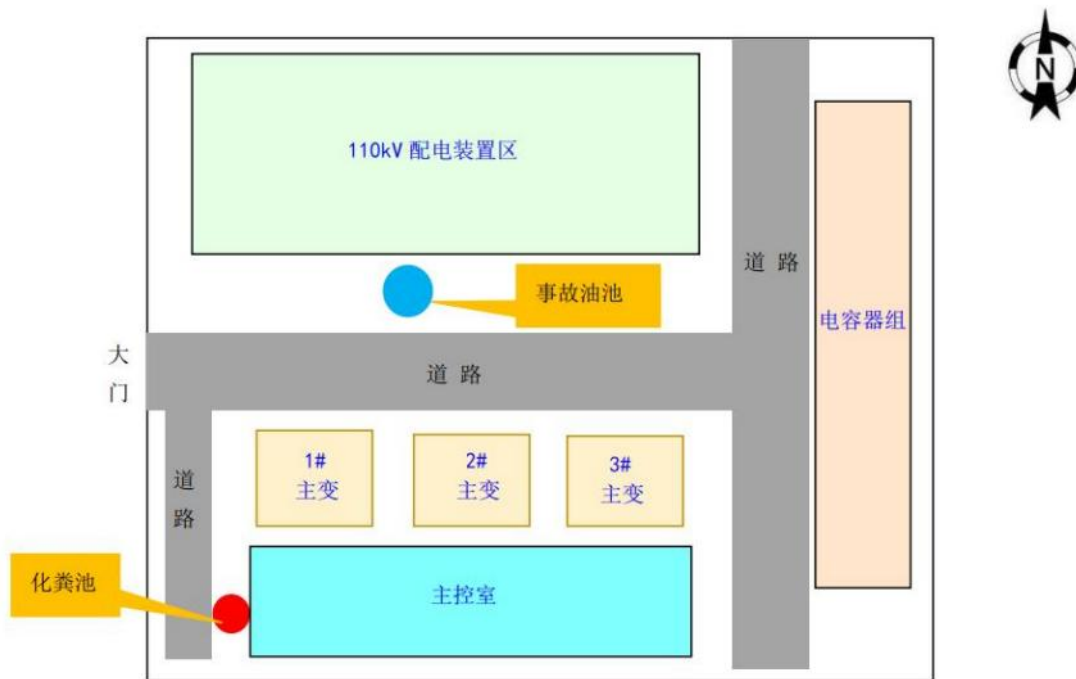 N
110kV 配电装置区
道 路
事故油池
电容器组
大
门
道 路
1#
主变
2#
主变
3#
主变
道
路
化粪池
主控室